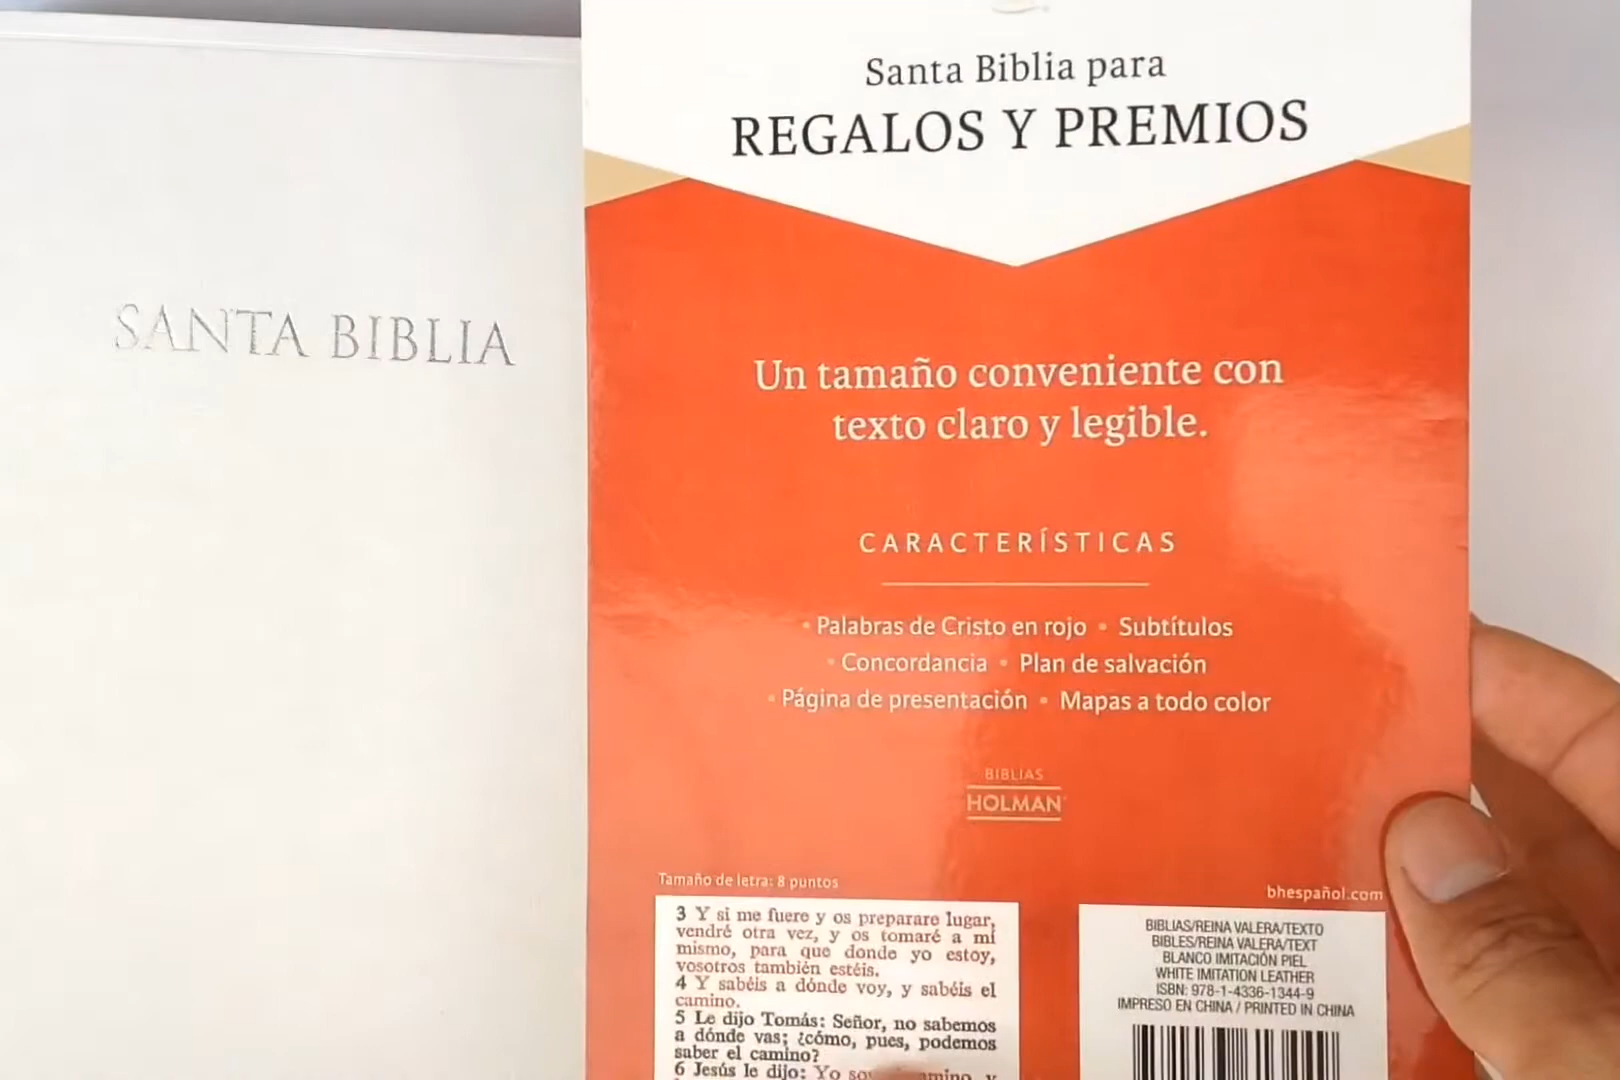 SANTA BIBLIA
Santa Biblia para
REGALOS Y PREMIOS
Un tamaño conveniente con
texto claro y legible.
CARACTERÍSTICAS
• Palabras de Cristo en rojo • Subtítulos
• Concordancia • Plan de salvación
• Página de presentación • Mapas a todo color
BIBLIAS
HOLMAN
Tamaño de letra: 8 puntos
3 Y si me fuere y os preparare lugar,
vendré otra vez, y os tomaré a mí
mismo, para que donde yo estoy,
vosotros también estéis.
4 Y sabéis a dónde voy, y sabéis el
camino.
5 Le dijo Tomás: Señor, no sabemos
a dónde vas; ¿cómo, pues, podemos
saber el camino?
6 Jesús le dijo: Yo y
bhespañol.com
BIBLIAS/REINA VALERA/TEXTO
BIBLES/REINA VALERA/TEXT
BLANCO IMITACIÓN PIEL
WHITE IMITATION LEATHER
ISBN: 978-1-4336-1344-9
IMPRESO EN CHINA / PRINTED IN CHINA